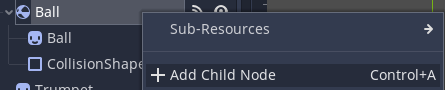 Ball
Sub-Resources
Ball
CollisionShape
Add Child Node Control+A
Trumpet